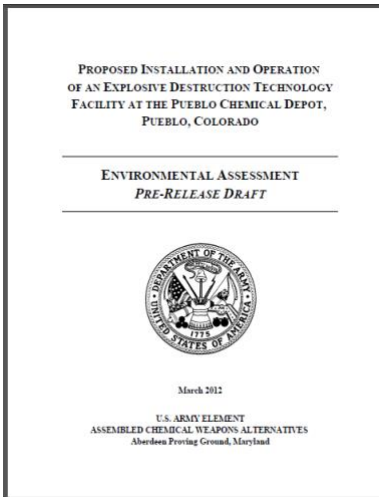 PROPOSED INSTALLATION AND OPERATION
OF AN EXPLOSIVE DESTRUCTION TECHNOLOGY
FACILITY AT THE PUEBLO CHEMICAL DEPOT,
PUEBLO, COLORADO
ENVIRONMENTAL ASSESSMENT
PRE-RELEASE DRAFT
DEPARTMENT OF THE ARMY
1775
UNITED STATES OF AMERICA
March 2012
U.S. ARMY ELEMENT
ASSEMBLED CHEMICAL WEAPONS ALTERNATIVES
Aberdeen Proving Ground, Maryland